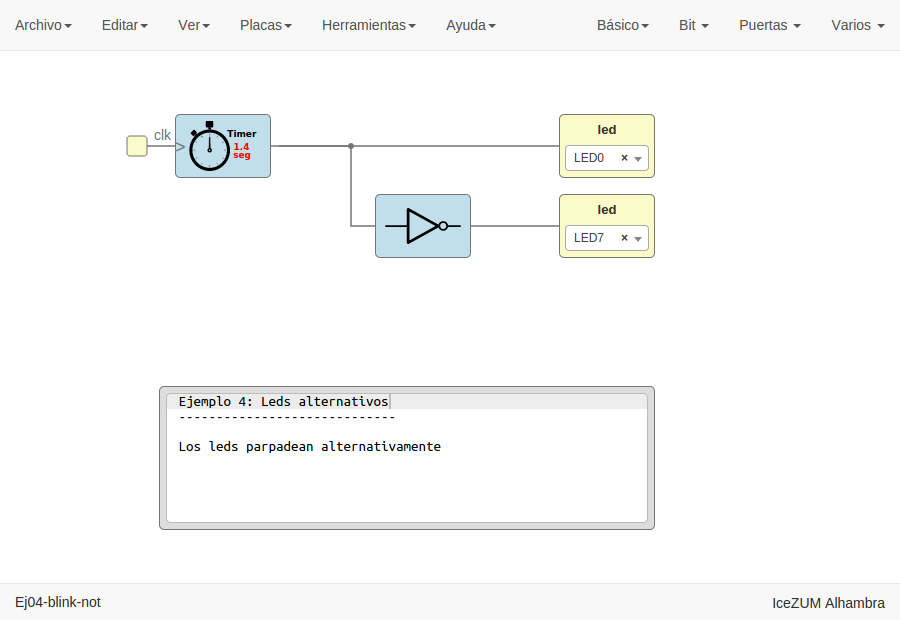 Archivo Editar Ver Placas Herramientas Ayuda Básico Bit Puertas Varios
clk
Timer
1.4
seg
led
LED0 ×
led
LED7 ×
Ejemplo 4: Leds alternativos
-----------------------------
Los leds parpadean alternativamente
Ej04-blink-not IceZUM Alhambra